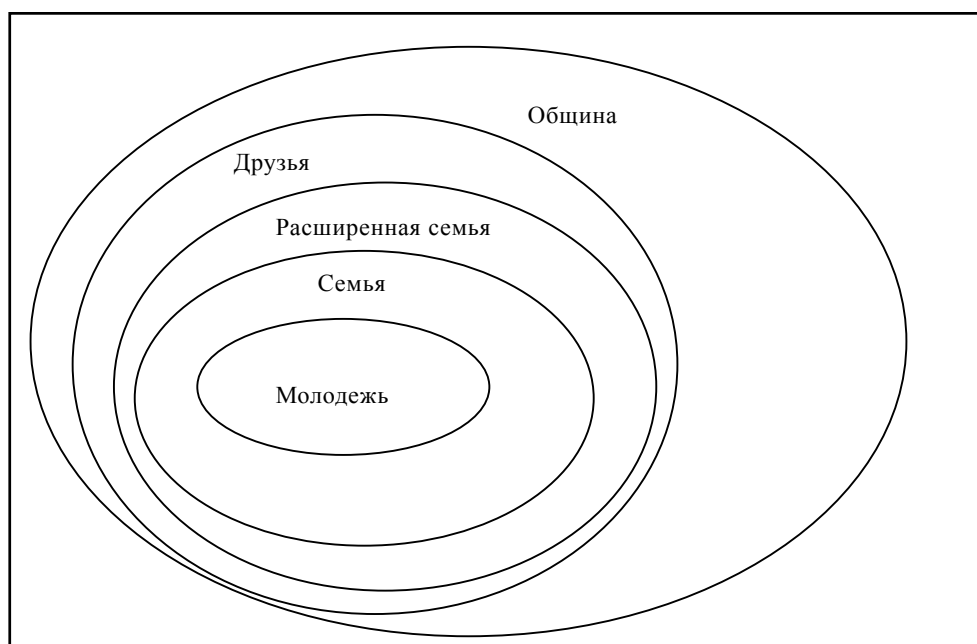 Община
Друзья
Расширенная семья
Семья
Молодежь